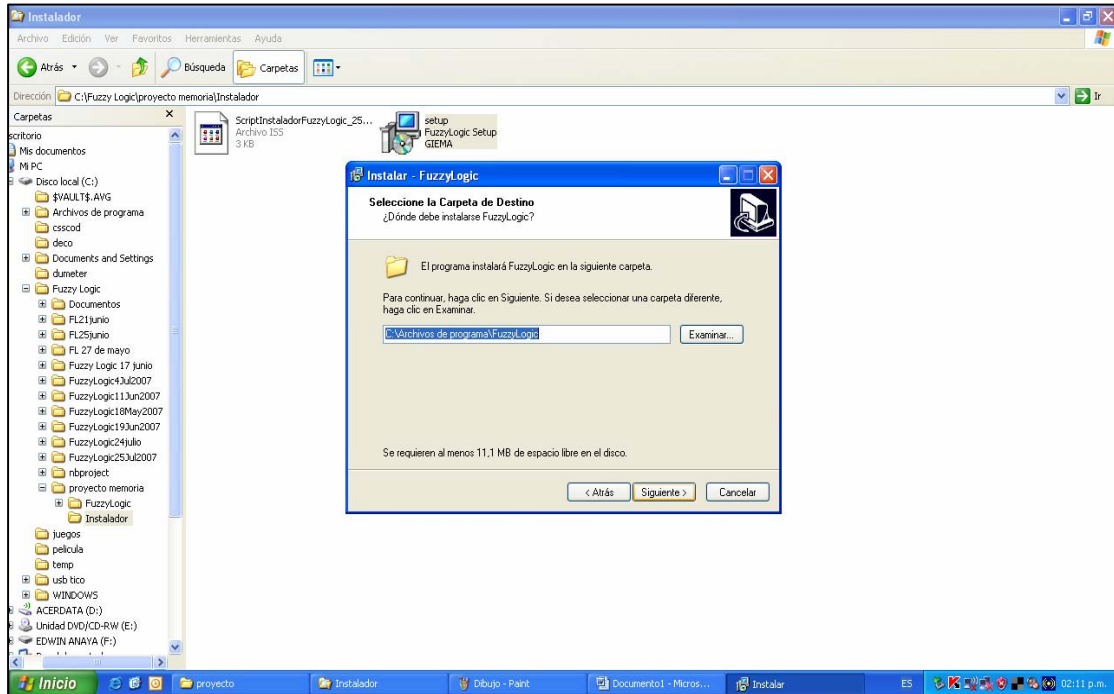 Instalador
Archivo Edición Ver Favoritos Herramientas Ayuda
Atrás Búsqueda Carpetas
Dirección C:\Fuzzy Logic\proyecto memoria\Instalador Ir
Carpetas
scritorio
Mis documentos
Mi PC
Disco local (C:)
$VAULT$.AVG
Archivos de programa
csscod
deco
Documents and Settings
dumeter
Fuzzy Logic
Documentos
FL21junio
FL25junio
FL 27 de mayo
Fuzzy Logic 17 junio
FuzzyLogic4Jul2007
FuzzyLogic11Jun2007
FuzzyLogic18May2007
FuzzyLogic19Jun2007
FuzzyLogic24julio
FuzzyLogic25Jul2007
nbproject
proyecto memoria
FuzzyLogic
Instalador
juegos
pelicula
temp
usb tico
WINDOWS
ACERDATA (D:)
Unidad DVD/CD-RW (E:)
EDWIN ANAYA (F:)
ScriptInstaladorFuzzyLogic_25...
Archivo ISS
3 KB
setup
FuzzyLogic Setup
GIEMA
Instalar - FuzzyLogic
Seleccione la Carpeta de Destino
¿Dónde debe instalarse FuzzyLogic?
El programa instalará FuzzyLogic en la siguiente carpeta.
Para continuar, haga clic en Siguiente. Si desea seleccionar una carpeta diferente,
haga clic en Examinar.
C:\Archivos de programa\FuzzyLogic Examinar...
Se requieren al menos 11,1 MB de espacio libre en el disco.
< Atrás Siguiente > Cancelar
Inicio proyecto Instalador Dibujo - Paint Documento1 - Micros... Instalar ES 02:11 p.m.